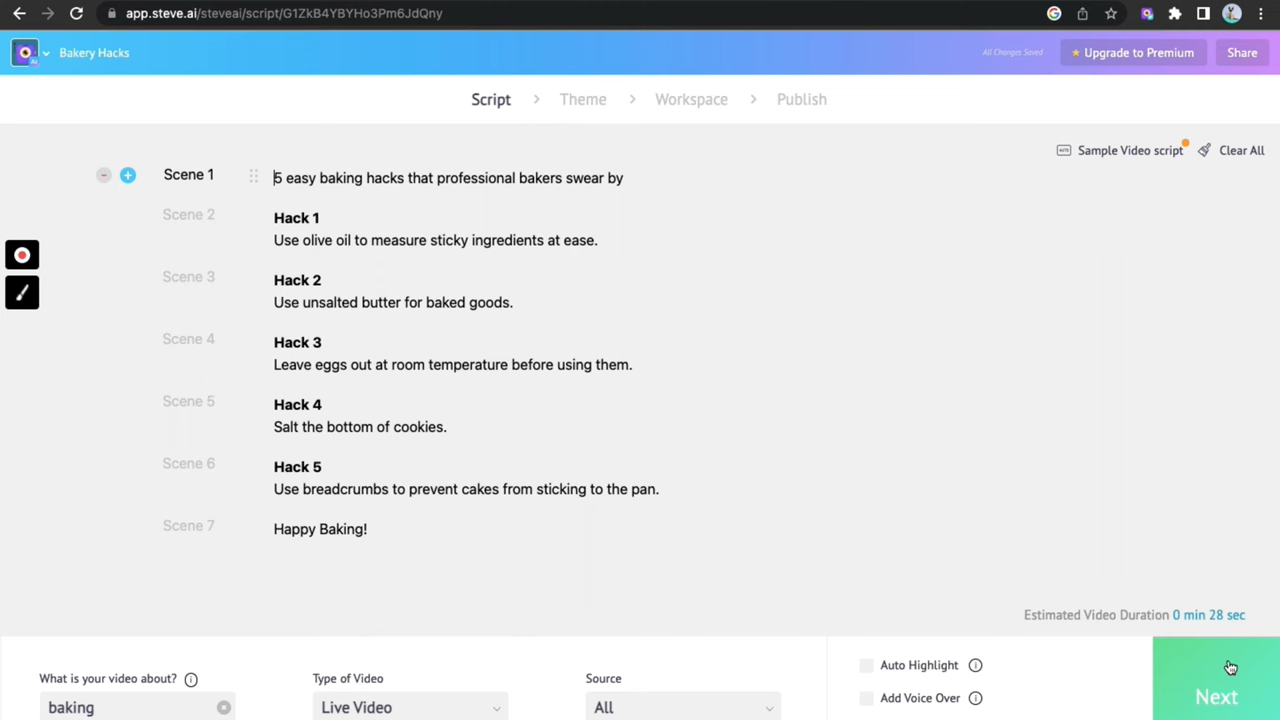 app.steve.ai/steveai/script/G1ZkB4YBYHo3Pm6JdQny
Bakery Hacks
All Changes Saved
Upgrade to Premium
Share
Script > Theme > Workspace > Publish
Sample Video script
Clear All
Scene 1
5 easy baking hacks that professional bakers swear by
Scene 2
Hack 1
Use olive oil to measure sticky ingredients at ease.
Scene 3
Hack 2
Use unsalted butter for baked goods.
Scene 4
Hack 3
Leave eggs out at room temperature before using them.
Scene 5
Hack 4
Salt the bottom of cookies.
Scene 6
Hack 5
Use breadcrumbs to prevent cakes from sticking to the pan.
Scene 7
Happy Baking!
Estimated Video Duration 0 min 28 sec
What is your video about?
baking
Type of Video
Live Video
Source
All
Auto Highlight
Add Voice Over
Next